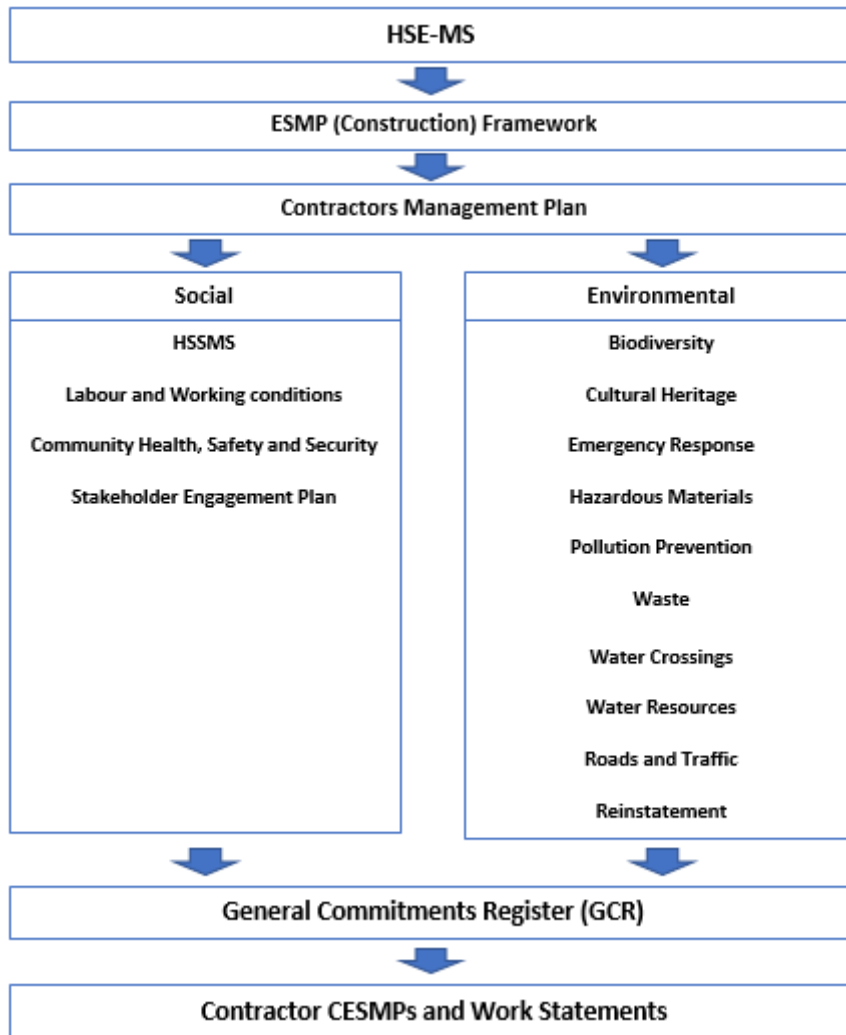 HSE-MS
ESMP (Construction) Framework
Contractors Management Plan
Social
HSSMS
Labour and Working conditions
Community Health, Safety and Security
Stakeholder Engagement Plan
Environmental
Biodiversity
Cultural Heritage
Emergency Response
Hazardous Materials
Pollution Prevention
Waste
Water Crossings
Water Resources
Roads and Traffic
Reinstatement
General Commitments Register (GCR)
Contractor CESMPs and Work Statements